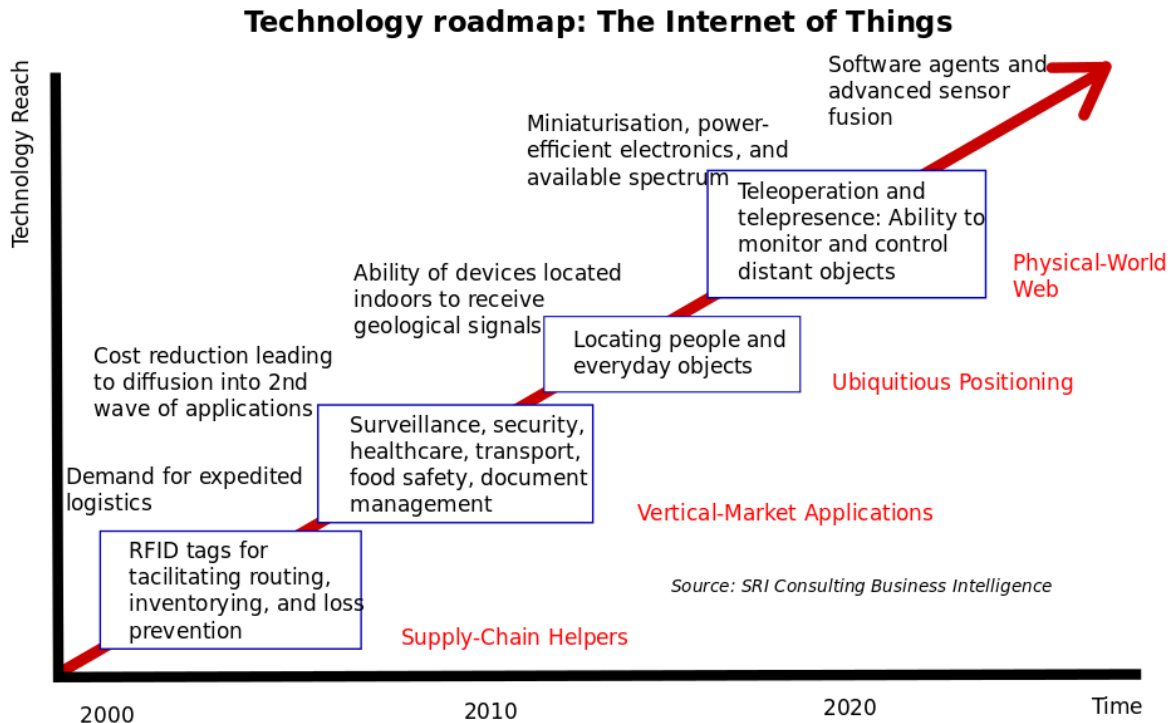 Technology roadmap: The Internet of Things
Technology Reach
Software agents and
advanced sensor
fusion
Miniaturisation, power-
efficient electronics, and
available spectrum
Teleoperation and
telepresence: Ability to
monitor and control
distant objects
Physical-World
Web
Ability of devices located
indoors to receive
geological signals
Locating people and
everyday objects
Ubiquitious Positioning
Cost reduction leading
to diffusion into 2nd
wave of applications
Surveillance, security,
healthcare, transport,
food safety, document
management
Vertical-Market Applications
Demand for expedited
logistics
RFID tags for
tacilitating routing,
inventorying, and loss
prevention
Supply-Chain Helpers
Source: SRI Consulting Business Intelligence
2000
2010
2020
Time